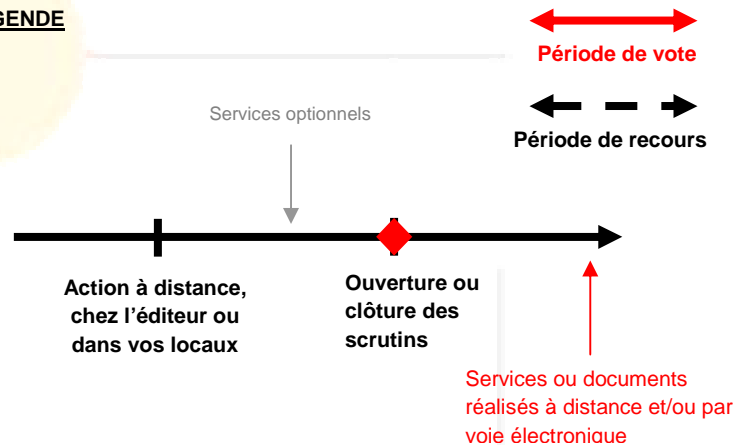 GENDE
Période de vote
Services optionnels
Période de recours
Action à distance,
chez l'éditeur ou
dans vos locaux
Ouverture ou
clôture des
scrutins
Services ou documents
réalisés à distance et/ou par
voie électronique